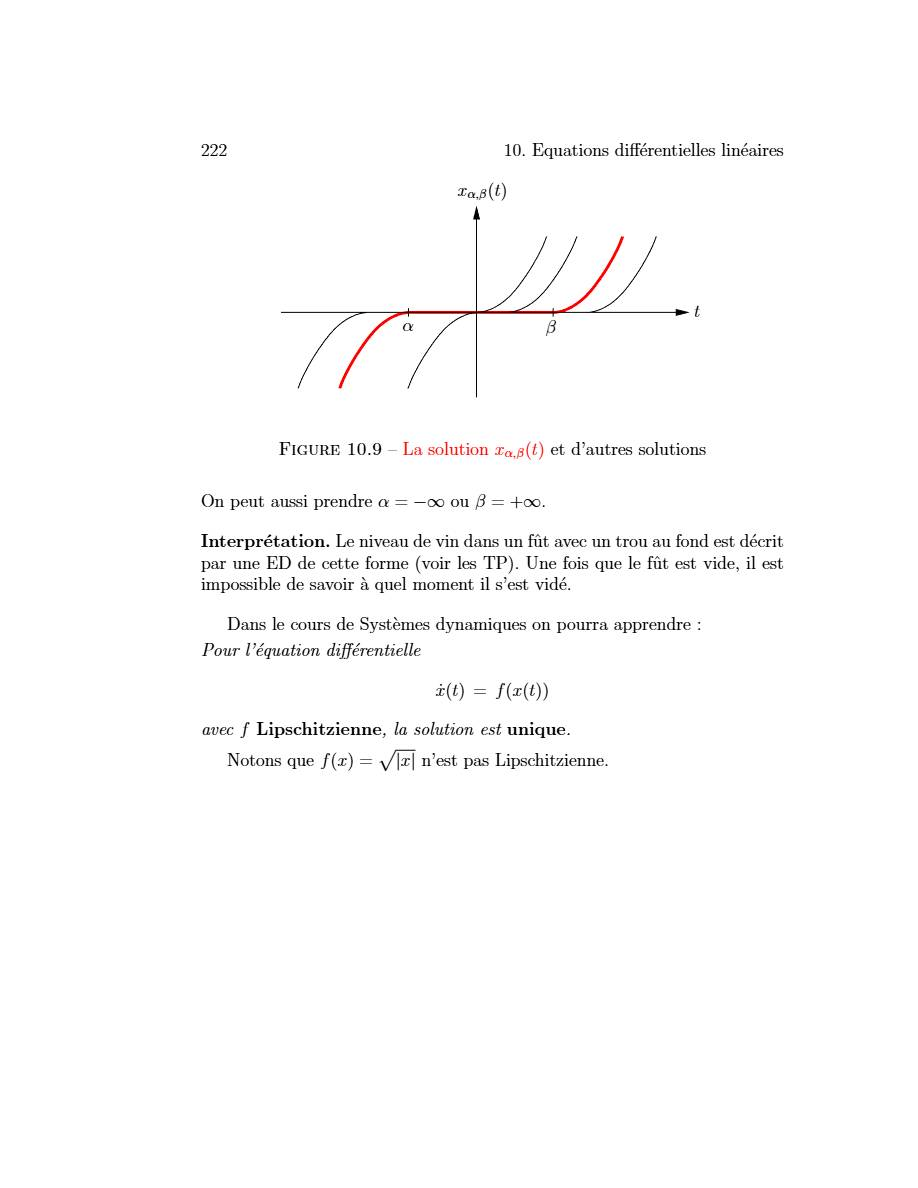 222 10. Equations différentielles linéaires
xα,β(t)
t
α
β
FIGURE 10.9 – La solution xα,β(t) et d'autres solutions
On peut aussi prendre α = −∞ ou β = +∞.
Interprétation. Le niveau de vin dans un fût avec un trou au fond est décrit
par une ED de cette forme (voir les TP). Une fois que le fût est vide, il est
impossible de savoir à quel moment il s'est vidé.
Dans le cours de Systèmes dynamiques on pourra apprendre :
Pour l'équation différentielle
ẋ(t) = f(x(t))
avec f Lipschitzienne, la solution est unique.
Notons que f(x) = √|x| n'est pas Lipschitzienne.